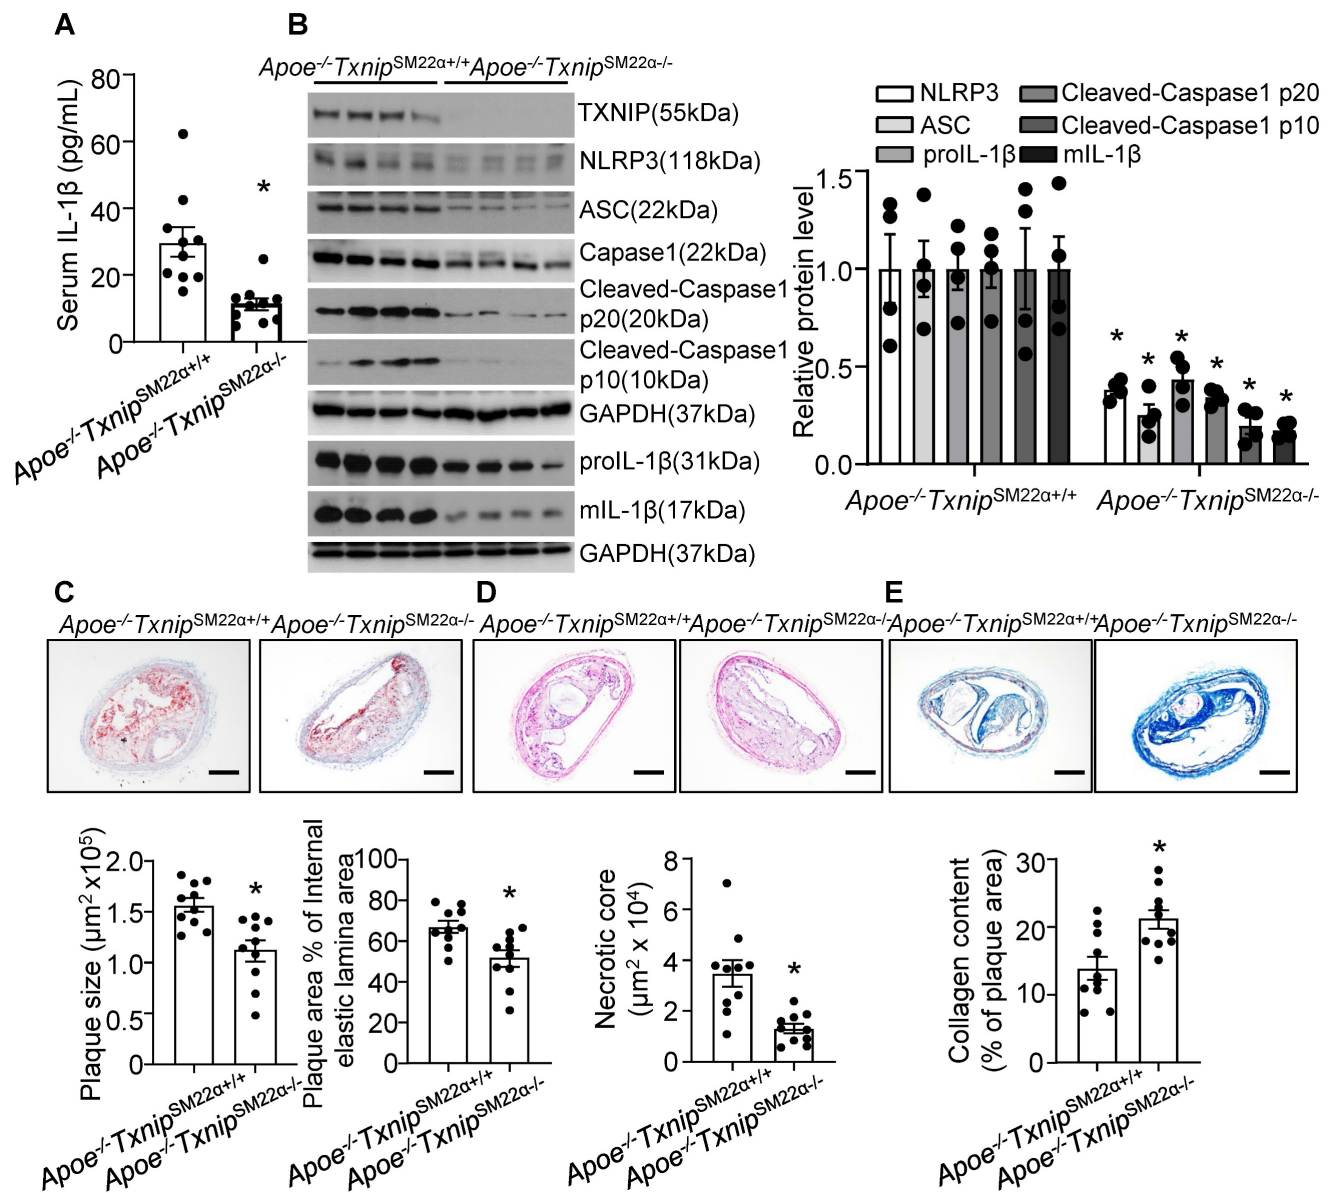 A
B
Apoe-/-TxnipSM22α+/+ Apoe-/-TxnipSM22α-/-
Serum IL-1β (pg/mL)
80
60
40
20
0
*
Apoe-/-TxnipSM22α+/+
Apoe-/-TxnipSM22α-/-
TXNIP(55kDa)
NLRP3(118kDa)
ASC(22kDa)
Capase1(22kDa)
Cleaved-Caspase1
p20(20kDa)
Cleaved-Caspase1
p10(10kDa)
GAPDH(37kDa)
proIL-1β(31kDa)
mIL-1β(17kDa)
GAPDH(37kDa)
NLRP3
Cleaved-Caspase1 p20
ASC
Cleaved-Caspase1 p10
proIL-1β
mIL-1β
Relative protein level
1.5
1.0
0.5
0.0
* * * * * *
Apoe-/-TxnipSM22α+/+
Apoe-/-TxnipSM22α-/-
C
Apoe-/-TxnipSM22α+/+ Apoe-/-TxnipSM22α-/-
D
Apoe-/-TxnipSM22α+/+ Apoe-/-TxnipSM22α-/-
E
Apoe-/-TxnipSM22α+/+ Apoe-/-TxnipSM22α-/-
Plaque size (μm2 x105)
2.0
1.5
1.0
0.5
0
*
Apoe-/-TxnipSM22α+/+
Apoe-/-TxnipSM22α-/-
Plaque area % of Internal
elastic lamina area
100
80
60
40
20
0
*
Apoe-/-TxnipSM22α+/+
Apoe-/-TxnipSM22α-/-
Necrotic core
(μm2 x 104)
8
6
4
2
0
*
Apoe-/-TxnipSM22α+/+
Apoe-/-TxnipSM22α-/-
Collagen content
(% of plaque area)
30
20
10
0
*
Apoe-/-TxnipSM22α+/+
Apoe-/-TxnipSM22α-/-